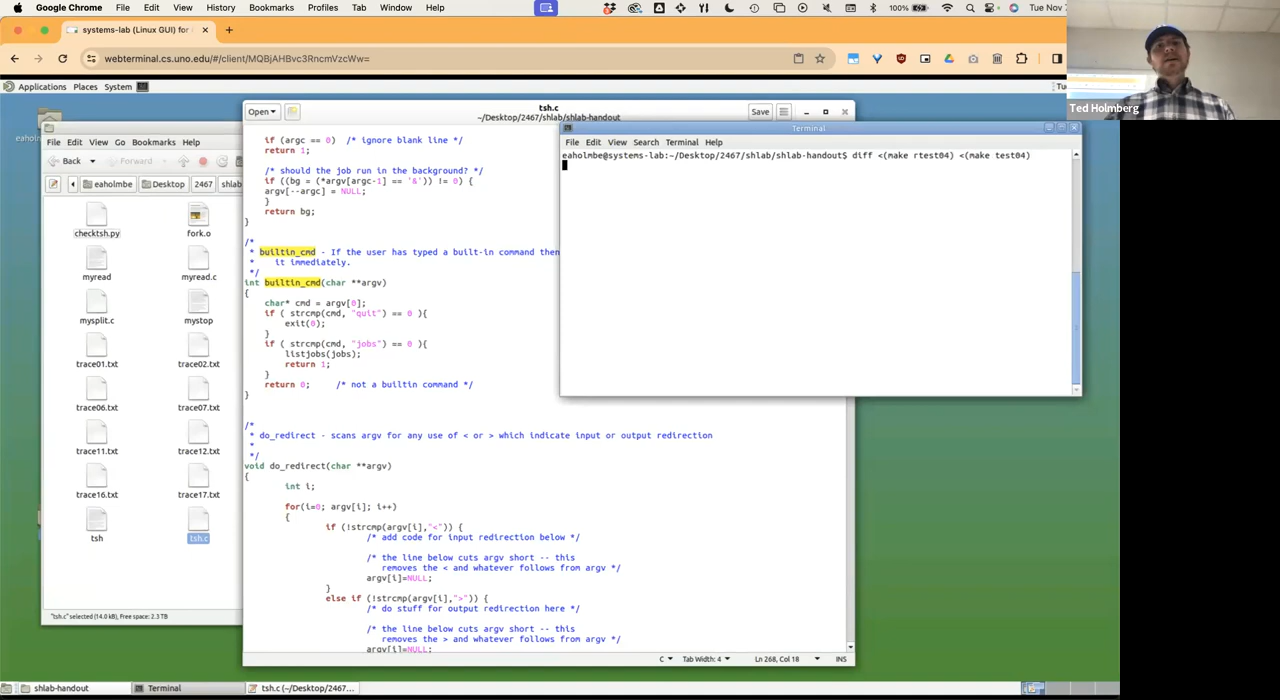 Google Chrome File Edit View History Bookmarks Profiles Tab Window Help 100% Tue Nov 7
systems-lab (Linux GUI) for
webterminal.cs.uno.edu/#/client/MQBjAHBvc3RncmVzcWw=
Ted Holmberg
Applications Places System
Tu
eaholm
File Edit View Go Bookmarks
Back Forward
eaholmbe Desktop 2467 shlab
checktsh.py fork.o
myread myread.c
mysplit.c mystop
trace01.txt trace02.txt
trace06.txt trace07.txt
trace11.txt trace12.txt
trace16.txt trace17.txt
tsh tsh.c
"tsh.c" selected (14.0 kB), Free space: 2.3 TB
Open tsh.c Save
~/Desktop/2467/shlab/shlab-handout
if (argc == 0) /* ignore blank line */
return 1;
/* should the job run in the background? */
if ((bg = (*argv[argc-1] == '&')) != 0) {
argv[--argc] = NULL;
}
return bg;
}
/*
* builtin_cmd - If the user has typed a built-in command then
* it immediately.
*/
int builtin_cmd(char **argv)
{
char* cmd = argv[0];
if ( strcmp(cmd, "quit") == 0 ){
exit(0);
}
if ( strcmp(cmd, "jobs") == 0 ){
listjobs(jobs);
return 1;
}
return 0; /* not a builtin command */
}
/*
* do_redirect - scans argv for any use of < or > which indicate input or output redirection
*
*/
void do_redirect(char **argv)
{
int i;
for(i=0; argv[i]; i++)
{
if (!strcmp(argv[i],"<")) {
/* add code for input redirection below */
/* the line below cuts argv short -- this
removes the < and whatever follows from argv */
argv[i]=NULL;
}
else if (!strcmp(argv[i],">")) {
/* do stuff for output redirection here */
/* the line below cuts argv short -- this
removes the > and whatever follows from argv */
argv[i]=NULL;
C Tab Width: 4 Ln 268, Col 18 INS
Terminal
File Edit View Search Terminal Help
eaholmbe@systems-lab:~/Desktop/2467/shlab/shlab-handout$ diff <(make rtest04) <(make test04)
shlab-handout Terminal tsh.c (~/Desktop/2467/...